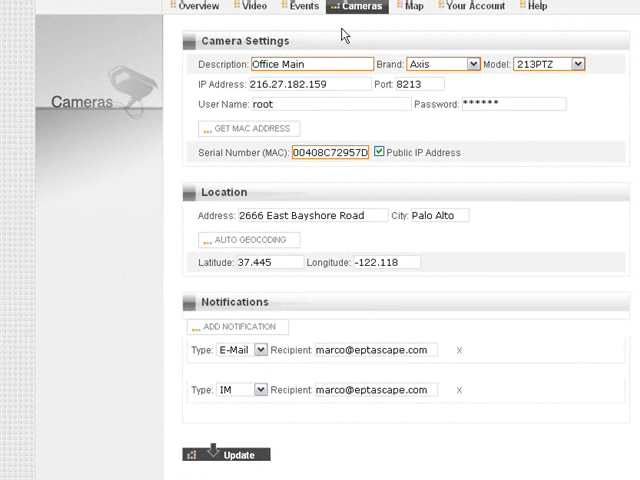 Overview Video Events Cameras Map Your Account Help
Camera Settings
Description: Office Main Brand: Axis Model: 213PTZ
IP Address: 216.27.182.159 Port: 8213
User Name: root Password: ******
Cameras
GET MAC ADDRESS
Serial Number (MAC): 00408C72957D Public IP Address
Location
Address: 2666 East Bayshore Road City: Palo Alto
AUTO GEOCODING
Latitude: 37.445 Longitude: -122.118
Notifications
ADD NOTIFICATION
Type: E-Mail Recipient: marco@eptascape.com x
Type: IM Recipient: marco@eptascape.com x
Update